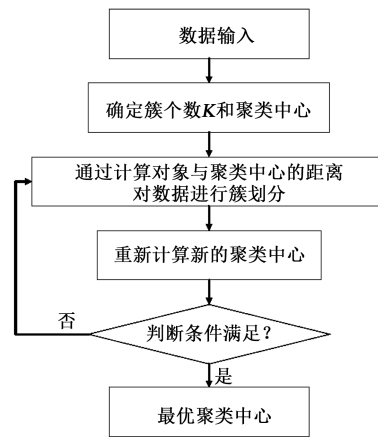 数据输入
确定簇个数K和聚类中心
通过计算对象与聚类中心的距离
对数据进行簇划分
重新计算新的聚类中心
否
判断条件满足?
是
最优聚类中心